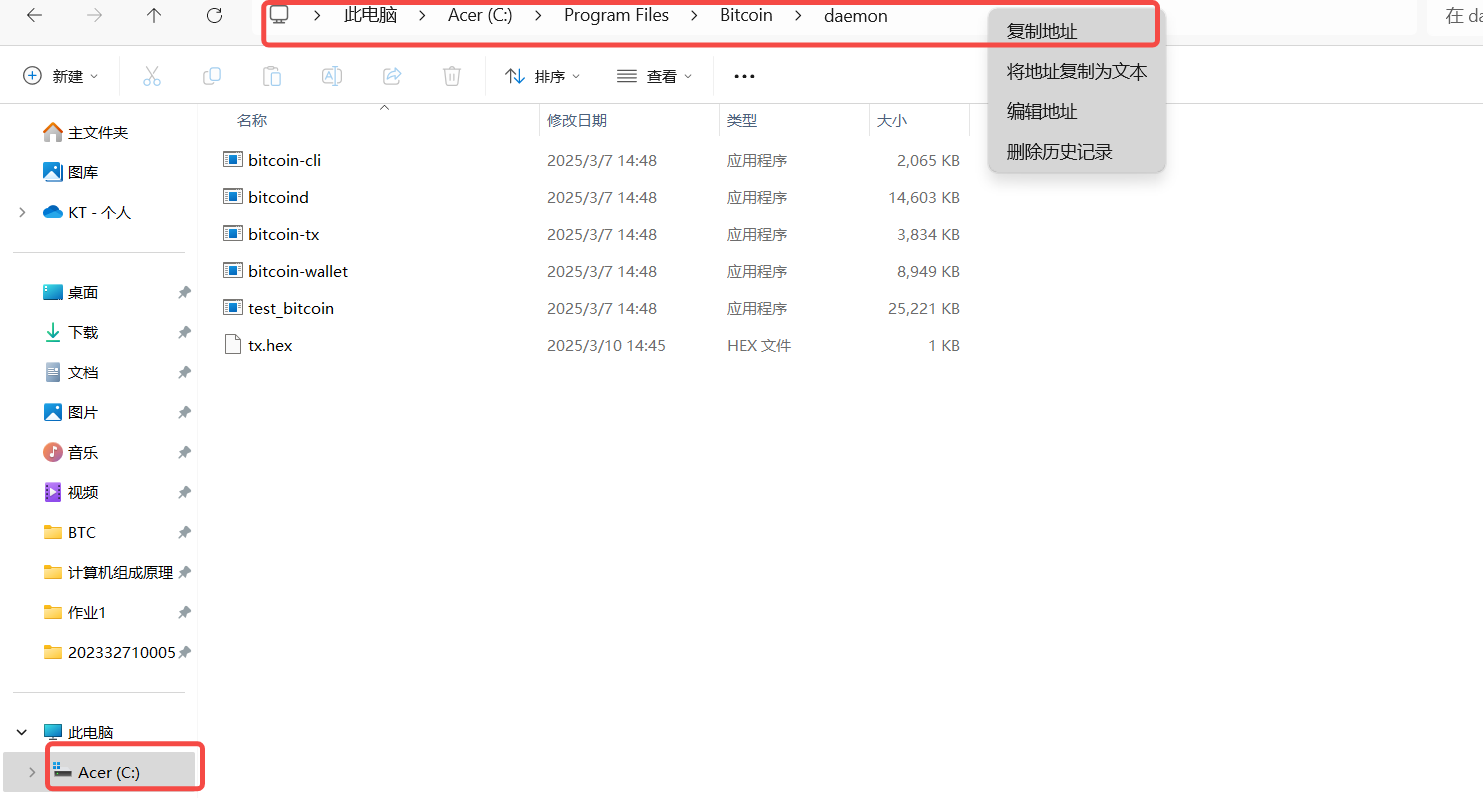 此电脑 > Acer (C:) > Program Files > Bitcoin > daemon
在 da
复制地址
将地址复制为文本
编辑地址
删除历史记录
新建 排序 查看 •••
名称 修改日期 类型 大小
bitcoin-cli 2025/3/7 14:48 应用程序 2,065 KB
bitcoind 2025/3/7 14:48 应用程序 14,603 KB
bitcoin-tx 2025/3/7 14:48 应用程序 3,834 KB
bitcoin-wallet 2025/3/7 14:48 应用程序 8,949 KB
test_bitcoin 2025/3/7 14:48 应用程序 25,221 KB
tx.hex 2025/3/10 14:45 HEX 文件 1 KB
主文件夹
图库
KT - 个人
桌面
下载
文档
图片
音乐
视频
BTC
计算机组成原理
作业1
202332710005
此电脑
Acer (C:)